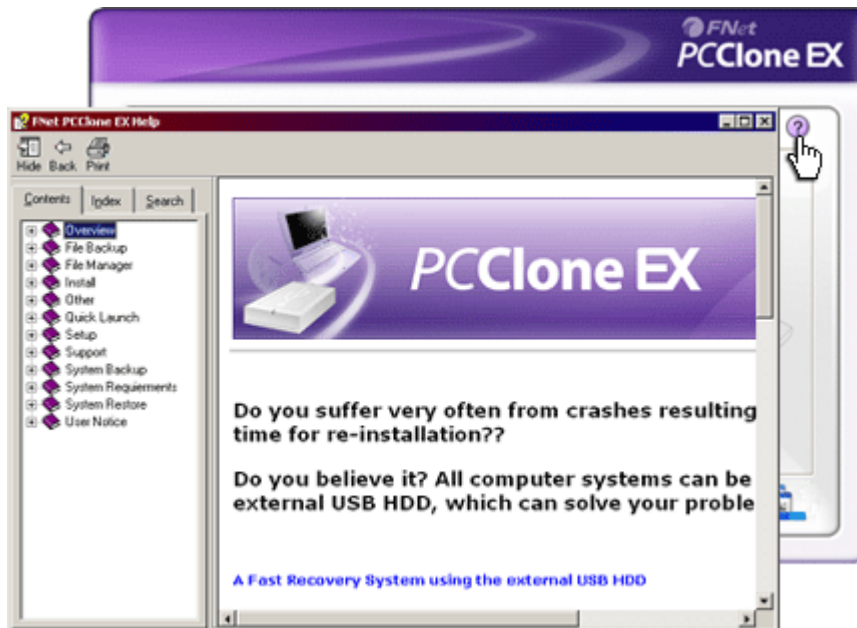 FNet
PCClone EX
FNet PCClone EX Help
Hide Back Print
Contents Index Search
Overview
File Backup
File Manager
Install
Other
Quick Launch
Setup
Support
System Backup
System Requierments
System Restore
User Notice
PCClone EX
Do you suffer very often from crashes resulting
time for re-installation??
Do you believe it? All computer systems can be
external USB HDD, which can solve your proble
A Fast Recovery System using the external USB HDD